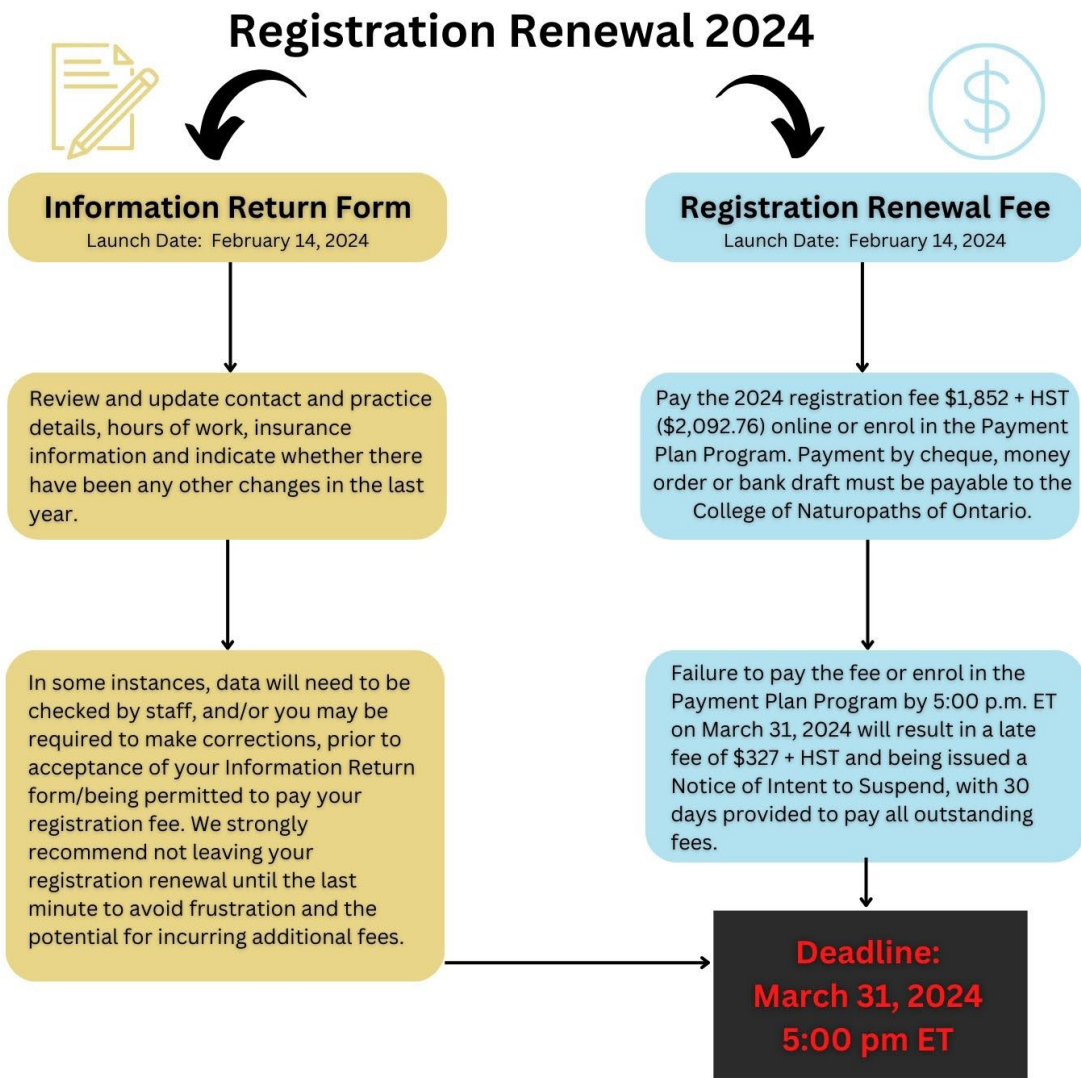 Registration Renewal 2024
Information Return Form
Launch Date: February 14, 2024
Review and update contact and practice
details, hours of work, insurance
information and indicate whether there
have been any other changes in the last
year.
In some instances, data will need to be
checked by staff, and/or you may be
required to make corrections, prior to
acceptance of your Information Return
form/being permitted to pay your
registration fee. We strongly
recommend not leaving your
registration renewal until the last
minute to avoid frustration and the
potential for incurring additional fees.
Registration Renewal Fee
Launch Date: February 14, 2024
Pay the 2024 registration fee $1,852 + HST
($2,092.76) online or enrol in the Payment
Plan Program. Payment by cheque, money
order or bank draft must be payable to the
College of Naturopaths of Ontario.
Failure to pay the fee or enrol in the
Payment Plan Program by 5:00 p.m. ET
on March 31, 2024 will result in a late
fee of $327 + HST and being issued a
Notice of Intent to Suspend, with 30
days provided to pay all outstanding
fees.
Deadline:
March 31, 2024
5:00 pm ET